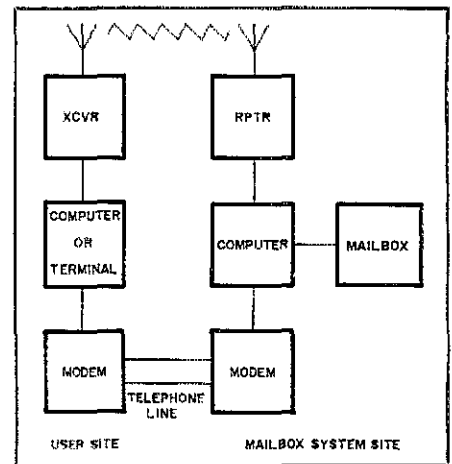 XCVR
RPTR
COMPUTER
OR
TERMINAL
COMPUTER
MAILBOX
MODEM
MODEM
TELEPHONE
LINE
USER SITE
MAILBOX SYSTEM SITE